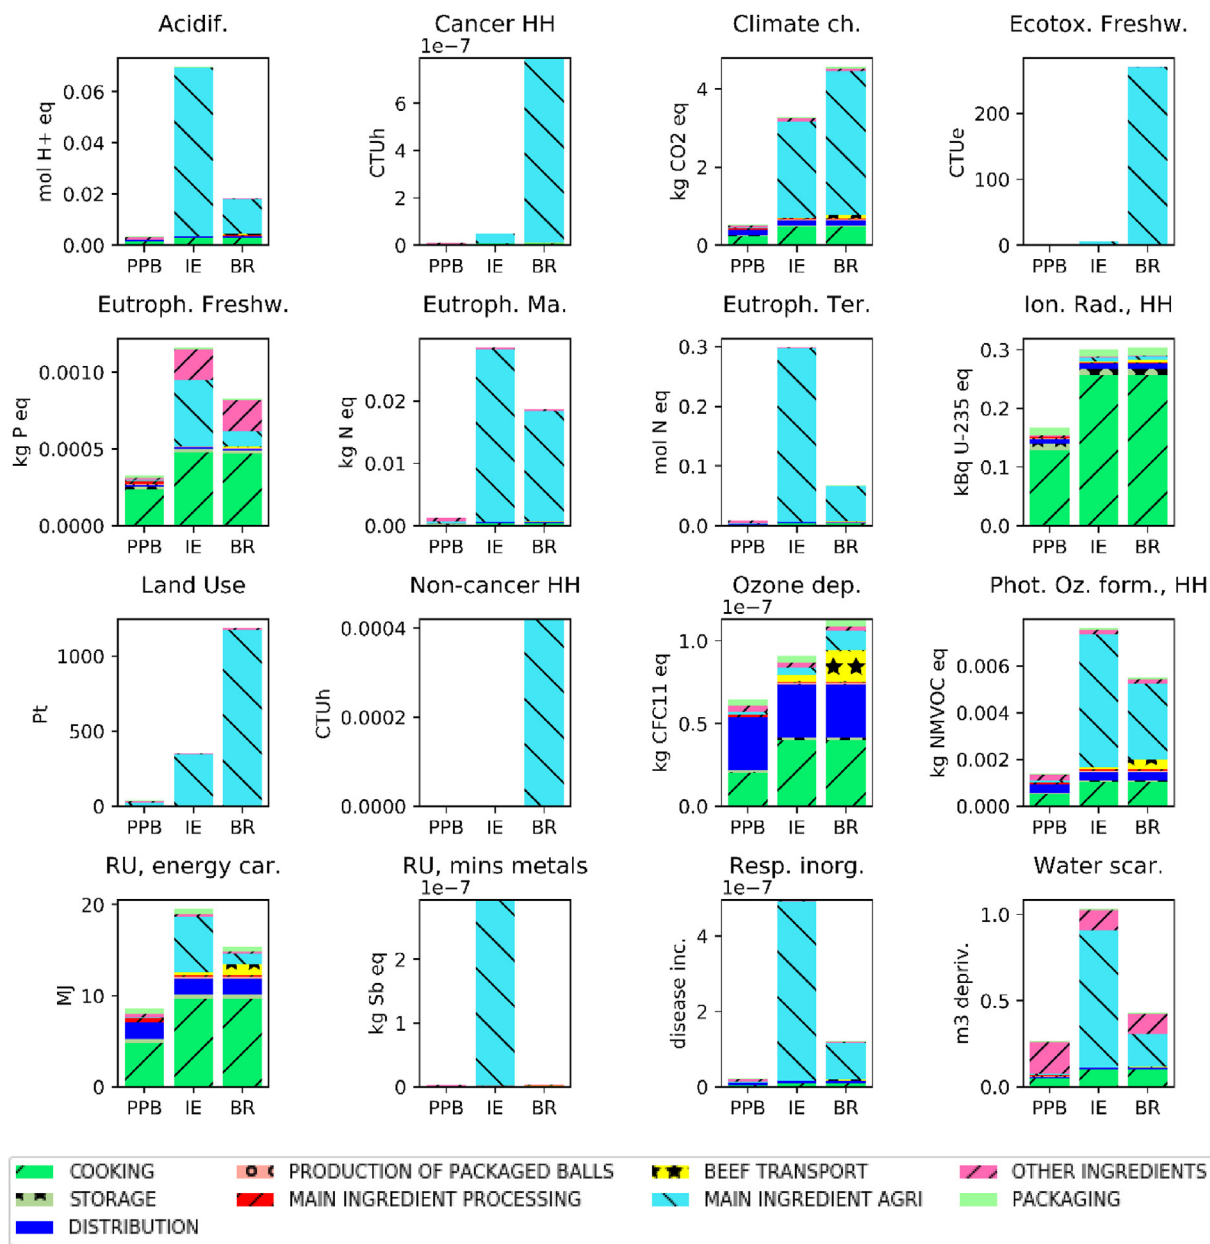 Acidif. Cancer HH Climate ch. Ecotox. Freshw.
1e−7
mol H+ eq
0.06
0.04
0.02
0.00
PPB IE BR
CTUh
6
4
2
0
PPB IE BR
kg CO2 eq
4
2
0
PPB IE BR
CTUe
200
100
0
PPB IE BR
Eutroph. Freshw. Eutroph. Ma. Eutroph. Ter. Ion. Rad., HH
kg P eq
0.0010
0.0005
0.0000
PPB IE BR
kg N eq
0.02
0.01
0.00
PPB IE BR
mol N eq
0.3
0.2
0.1
0.0
PPB IE BR
kBq U-235 eq
0.3
0.2
0.1
0.0
PPB IE BR
Land Use Non-cancer HH Ozone dep. Phot. Oz. form., HH
1e−7
Pt
1000
500
0
PPB IE BR
CTUh
0.0004
0.0002
0.0000
PPB IE BR
kg CFC11 eq
1.0
0.5
0.0
PPB IE BR
kg NMVOC eq
0.006
0.004
0.002
0.000
PPB IE BR
RU, energy car. RU, mins metals Resp. inorg. Water scar.
1e−7 1e−7
MJ
20
10
0
PPB IE BR
kg Sb eq
2
1
0
PPB IE BR
disease inc.
4
2
0
PPB IE BR
m3 depriv.
1.0
0.5
0.0
PPB IE BR
COOKING PRODUCTION OF PACKAGED BALLS BEEF TRANSPORT OTHER INGREDIENTS
STORAGE MAIN INGREDIENT PROCESSING MAIN INGREDIENT AGRI PACKAGING
DISTRIBUTION